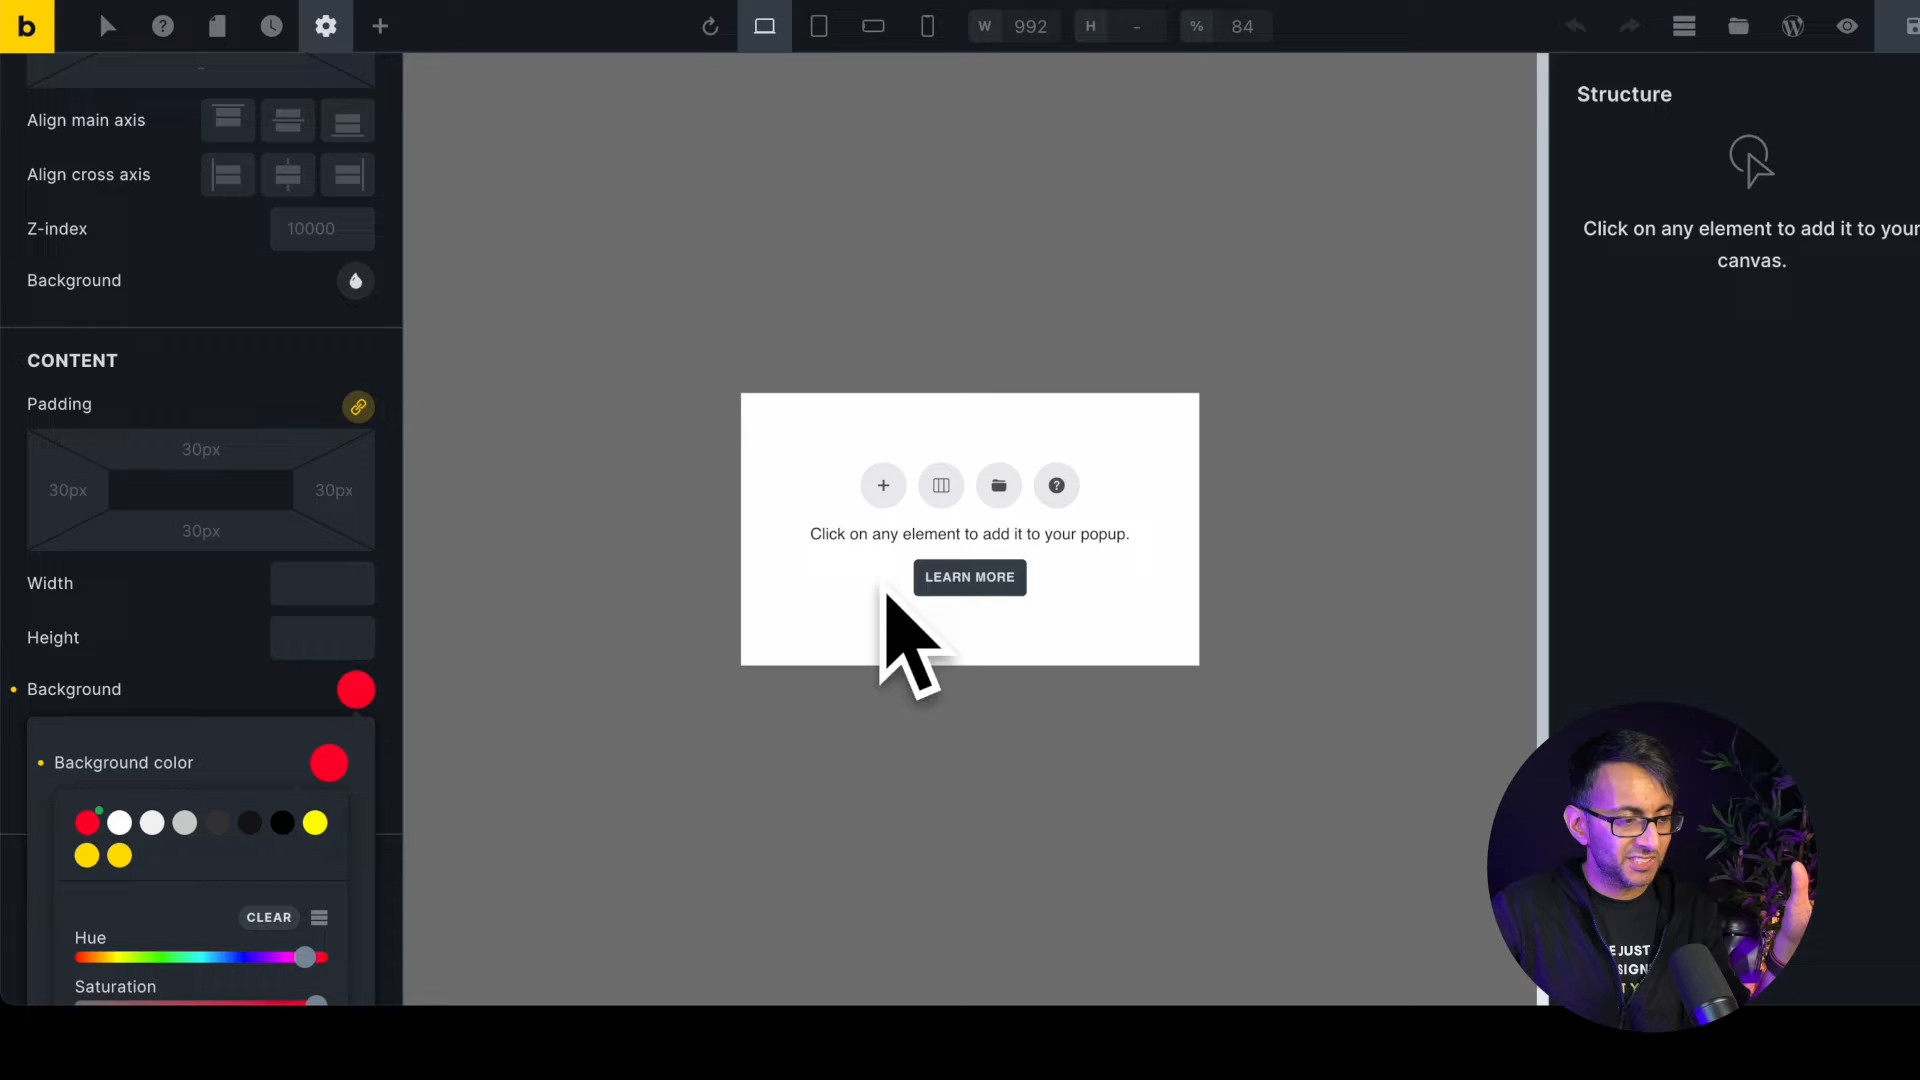 b
W 992 H - % 84
-
Align main axis
Align cross axis
Z-index 10000
Background
CONTENT
Padding
30px
30px 30px
30px
Width
Height
Background
Background color
CLEAR
Hue
Saturation
Click on any element to add it to your popup.
LEARN MORE
Structure
Click on any element to add it to your
canvas.
E JUST
SIGN